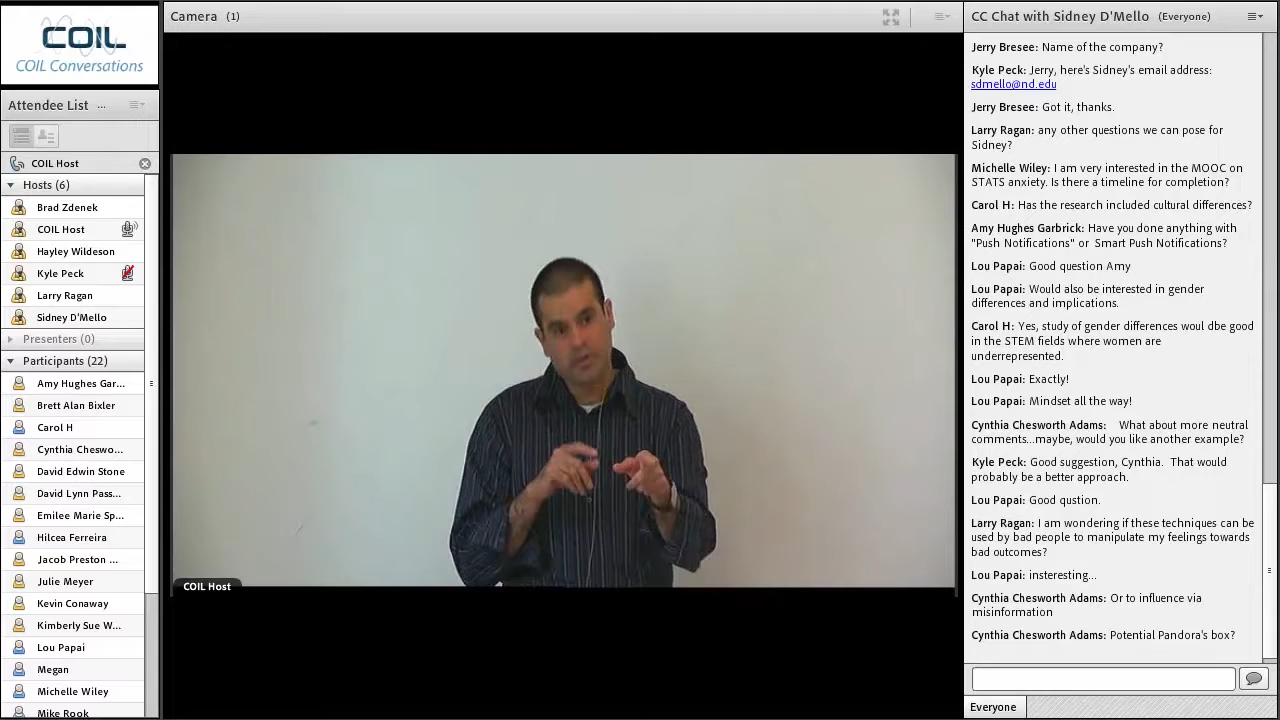 COIL
COIL Conversations
Attendee List ...
COIL Host
Hosts (6)
Brad Zdenek
COIL Host
Hayley Wildeson
Kyle Peck
Larry Ragan
Sidney D'Mello
Presenters (0)
Participants (22)
Amy Hughes Gar...
Brett Alan Bixler
Carol H
Cynthia Cheswo...
David Edwin Stone
David Lynn Pass...
Emilee Marie Sp...
Hilcea Ferreira
Jacob Preston ...
Julie Meyer
Kevin Conaway
Kimberly Sue W...
Lou Papai
Megan
Michelle Wiley
Mike Rook
Camera (1)
COIL Host
CC Chat with Sidney D'Mello (Everyone)
Jerry Bresee: Name of the company?
Kyle Peck: Jerry, here's Sidney's email address:
sdmello@nd.edu
Jerry Bresee: Got it, thanks.
Larry Ragan: any other questions we can pose for
Sidney?
Michelle Wiley: I am very interested in the MOOC on
STATS anxiety. Is there a timeline for completion?
Carol H: Has the research included cultural differences?
Amy Hughes Garbrick: Have you done anything with
"Push Notifications" or Smart Push Notifications?
Lou Papai: Good question Amy
Lou Papai: Would also be interested in gender
differences and implications.
Carol H: Yes, study of gender differences woul dbe good
in the STEM fields where women are
underrepresented.
Lou Papai: Exactly!
Lou Papai: Mindset all the way!
Cynthia Chesworth Adams: What about more neutral
comments...maybe, would you like another example?
Kyle Peck: Good suggestion, Cynthia. That would
probably be a better approach.
Lou Papai: Good qustion.
Larry Ragan: I am wondering if these techniques can be
used by bad people to manipulate my feelings towards
bad outcomes?
Lou Papai: insteresting...
Cynthia Chesworth Adams: Or to influence via
misinformation
Cynthia Chesworth Adams: Potential Pandora's box?
Everyone